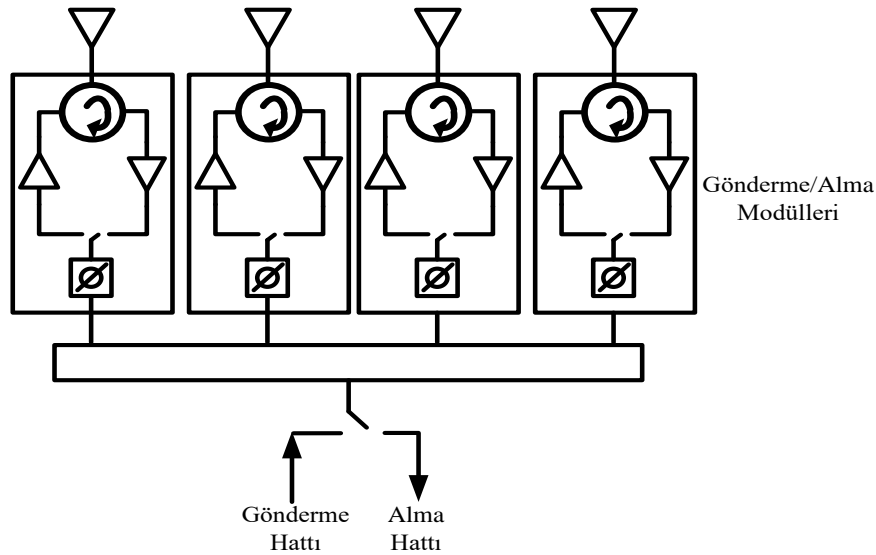 Gönderme/Alma
Modülleri
Gönderme
Hattı
Alma
Hattı